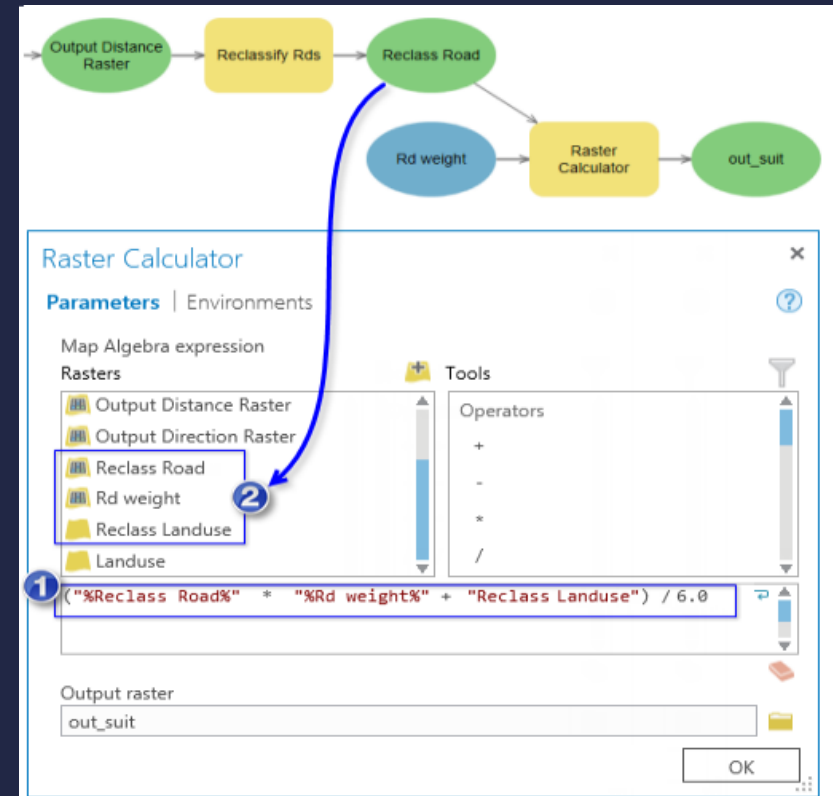 Output Distance
Raster
Reclassify Rds
Reclass Road
Rd weight
Raster
Calculator
out_suit
Raster Calculator
×
Parameters | Environments
?
Map Algebra expression
Rasters
Tools
Output Distance Raster
Output Direction Raster
Reclass Road
Rd weight
Reclass Landuse
Landuse
2
Operators
+
-
*
/
1
("%Reclass Road%" * "%Rd weight%" + "Reclass Landuse") / 6.0
Output raster
out_suit
OK